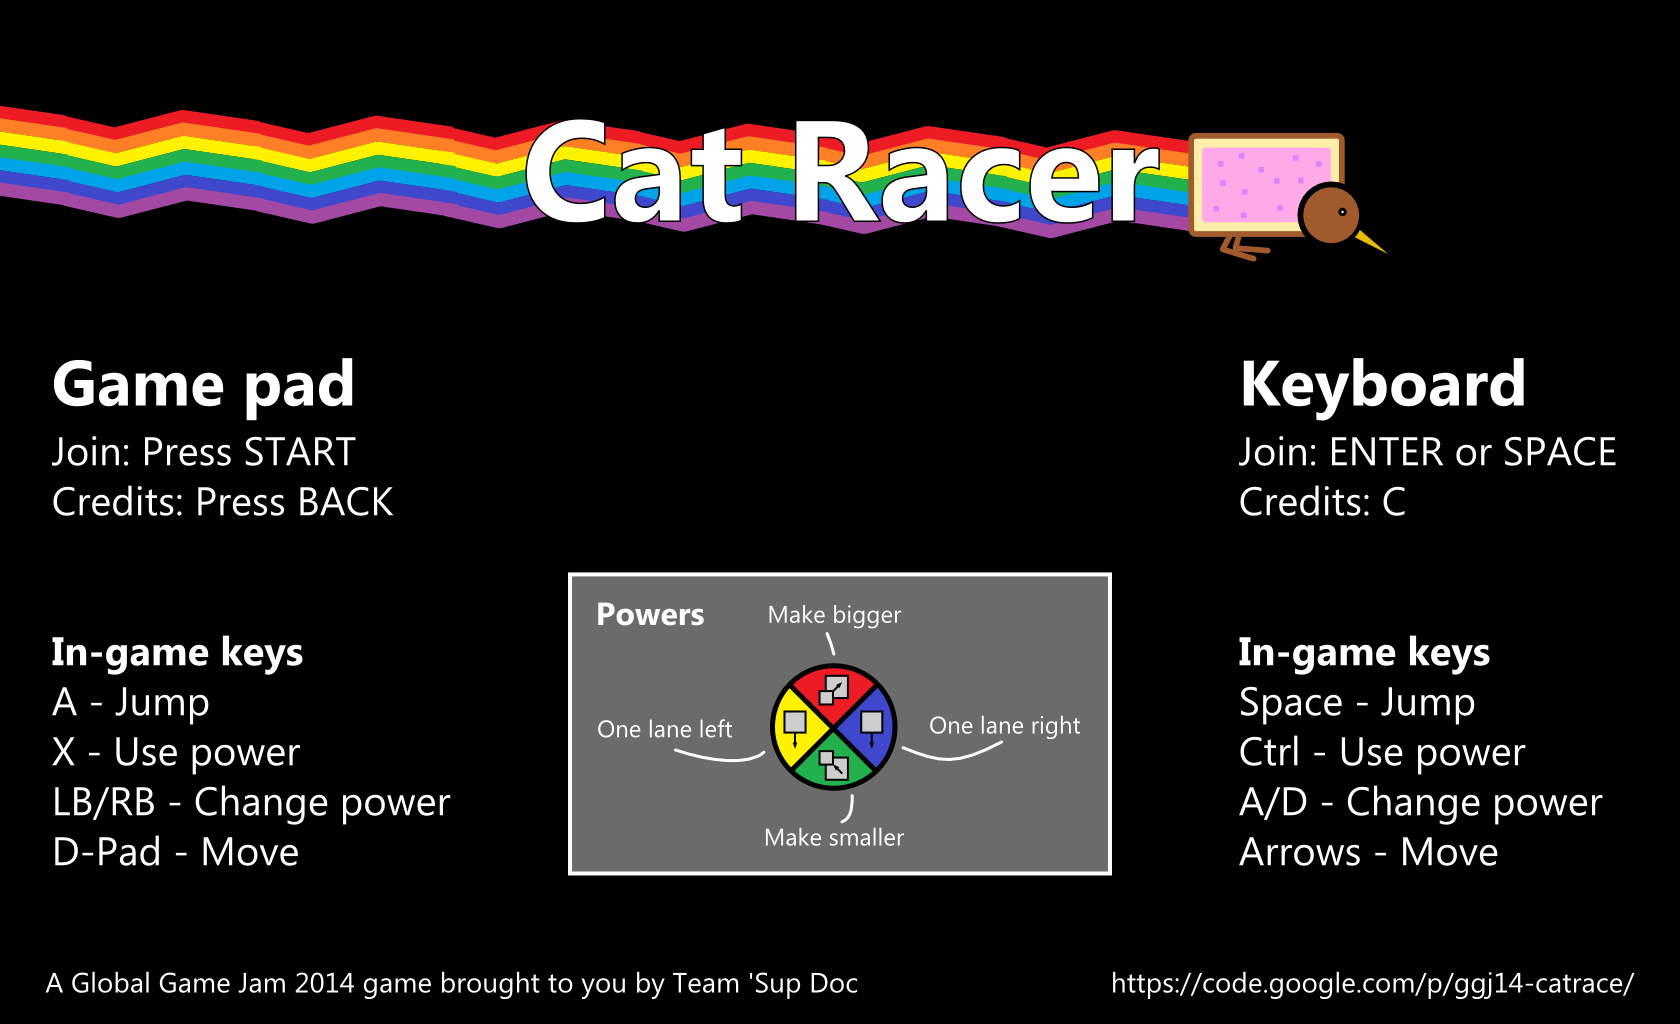 Cat Racer
Game pad
Join: Press START
Credits: Press BACK
In-game keys
A - Jump
X - Use power
LB/RB - Change power
D-Pad - Move
Powers
Make bigger
One lane left
One lane right
Make smaller
Keyboard
Join: ENTER or SPACE
Credits: C
In-game keys
Space - Jump
Ctrl - Use power
A/D - Change power
Arrows - Move
A Global Game Jam 2014 game brought to you by Team 'Sup Doc
https://code.google.com/p/ggj14-catrace/